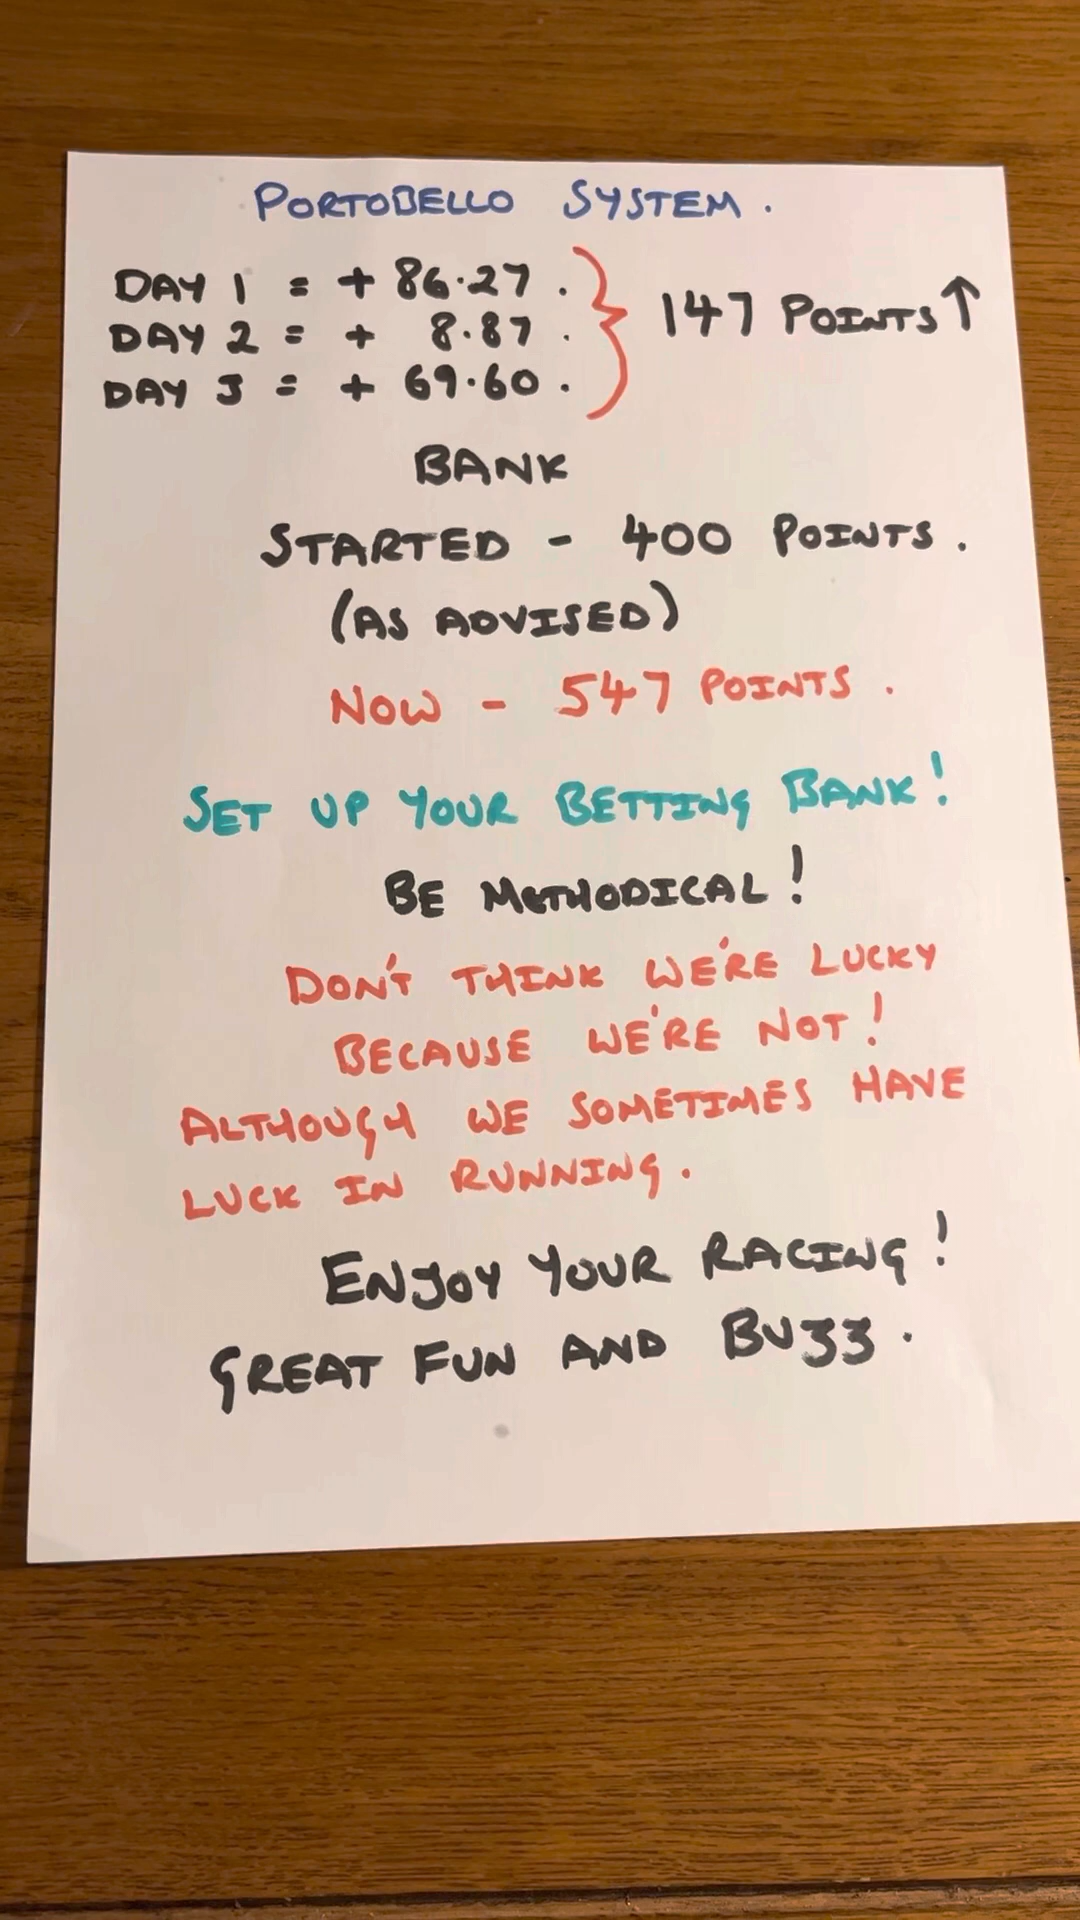 PORTOBELLO SYSTEM.
DAY 1 = + 86.27.
DAY 2 = + 8.87.
DAY 3 = + 69.60.
147 POINTS↑
BANK
STARTED - 400 POINTS.
(AS ADVISED)
NOW - 547 POINTS.
SET UP YOUR BETTING BANK!
BE METHODICAL!
DON'T THINK WE'RE LUCKY
BECAUSE WE'RE NOT!
ALTHOUGH WE SOMETIMES HAVE
LUCK IN RUNNING.
ENJOY YOUR RACING!
GREAT FUN AND BUZZ.